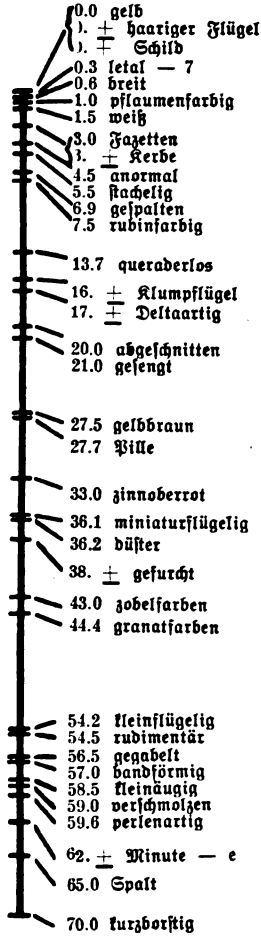 0.0 gelb
). ± haariger Flügel
). ± Schild
0.3 letal — 7
0.6 breit
1.0 pflaumenfarbig
1.5 weiß
3.0 Fazetten
3. ± Kerbe
4.5 anormal
5.5 stachelig
6.9 gespalten
7.5 rubinfarbig
13.7 queraderlos
16. ± Klumpflügel
17. ± Deltaartig
20.0 abgeschnitten
21.0 gesengt
27.5 gelbbraun
27.7 Pille
33.0 zinnoberrot
36.1 miniaturflügelig
36.2 düster
38. ± gefurcht
43.0 zobelfarben
44.4 granatfarben
54.2 kleinflügelig
54.5 rudimentär
56.5 gegabelt
57.0 bandförmig
58.5 kleinäugig
59.0 verschmolzen
59.6 perlenartig
62. ± Minute — e
65.0 Spalt
70.0 kurzborstig